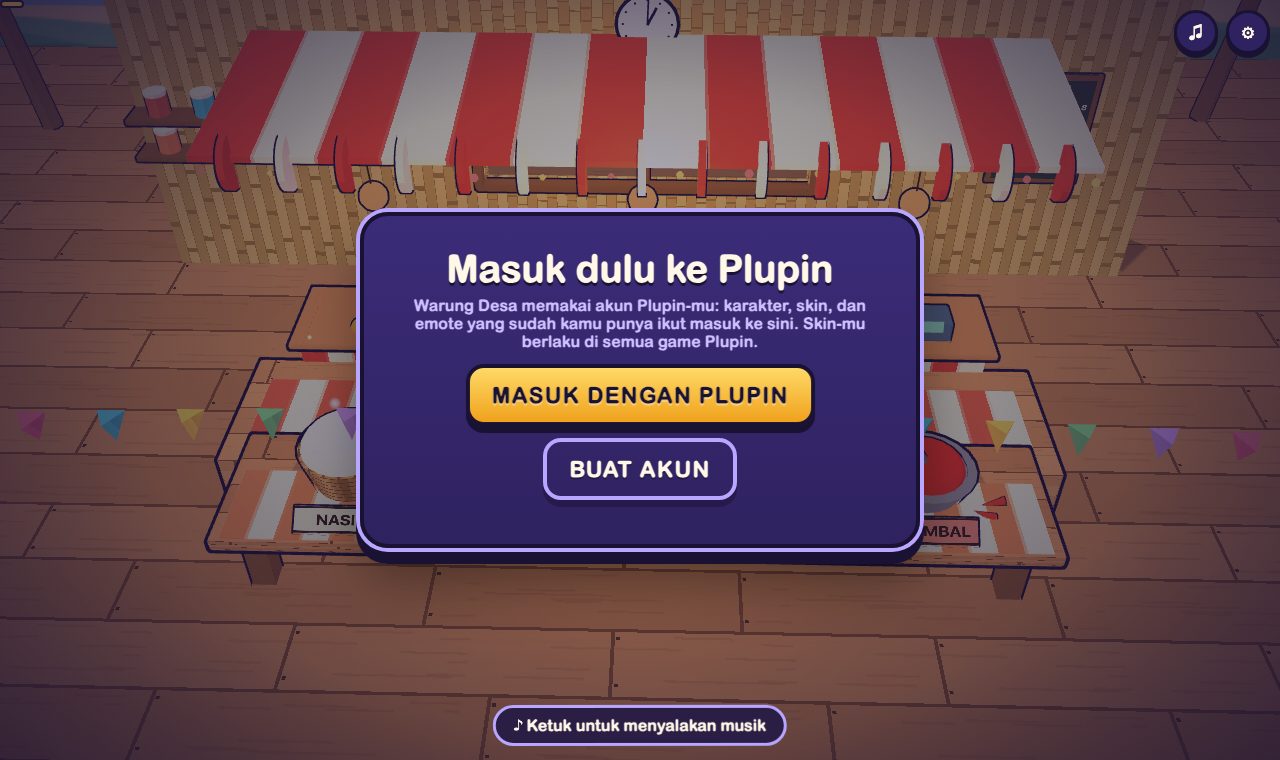 Masuk dulu ke Plupin
Warung Desa memakai akun Plupin-mu: karakter, skin, dan
emote yang sudah kamu punya ikut masuk ke sini. Skin-mu
berlaku di semua game Plupin.
MASUK DENGAN PLUPIN
BUAT AKUN
NASI
MBAL
♪ Ketuk untuk menyalakan musik